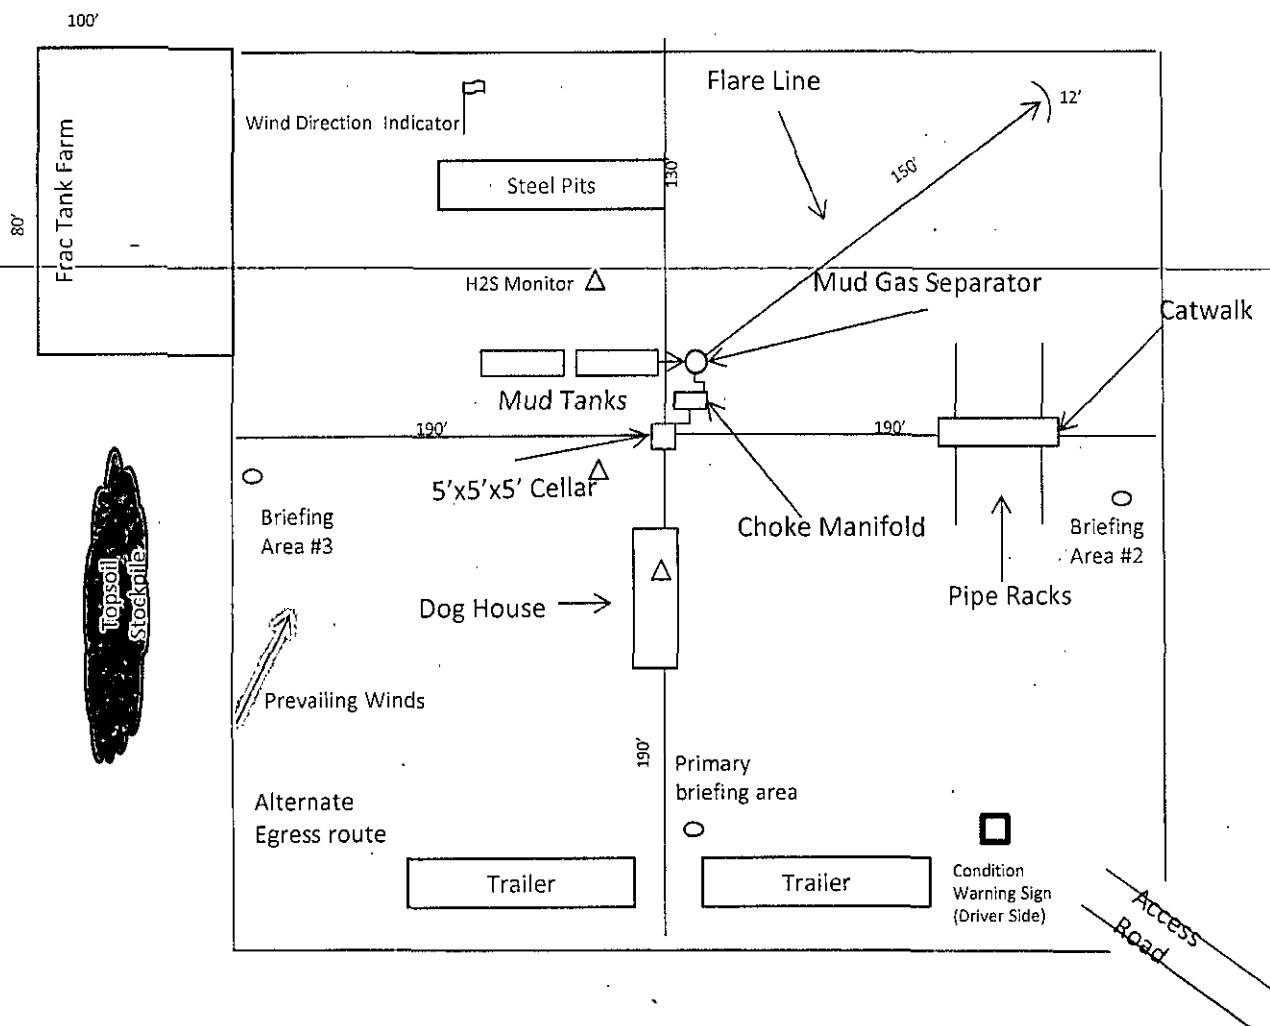 100'
Flare Line
12'
Wind Direction Indicator
Frac Tank Farm
80'
Steel Pits
130'
150'
H2S Monitor
Mud Gas Separator
Catwalk
Mud Tanks
190'
190'
5'x5'x5' Cellar
Choke Manifold
Briefing
Area #3
Briefing
Area #2
Topsoil
Stockpile
Dog House
Pipe Racks
Prevailing Winds
190'
Primary
briefing area
Alternate
Egress route
Trailer
Trailer
Condition
Warning Sign
(Driver Side)
Access
Road